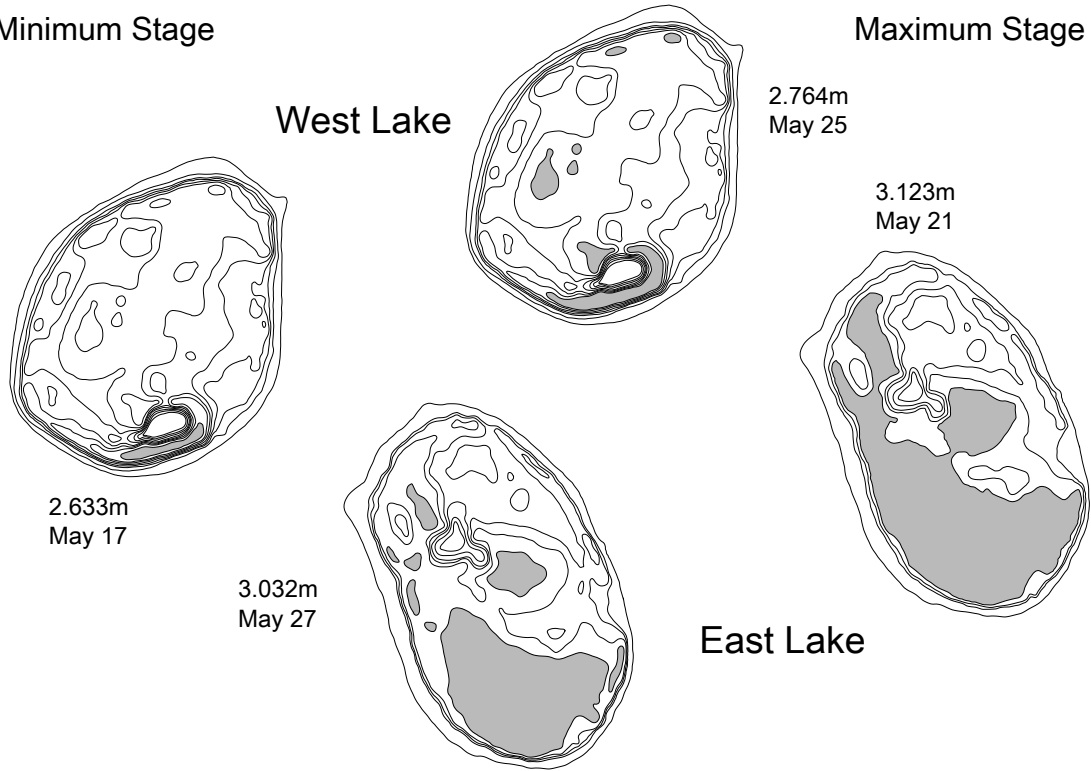 Minimum Stage
Maximum Stage
West Lake
2.764m
May 25
3.123m
May 21
2.633m
May 17
3.032m
May 27
East Lake